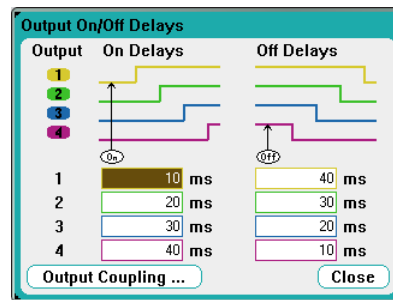 Output On/Off Delays
Output On Delays Off Delays
1
2
3
4
On Off
1 10 ms 40 ms
2 20 ms 30 ms
3 30 ms 20 ms
4 40 ms 10 ms
Output Coupling ... Close